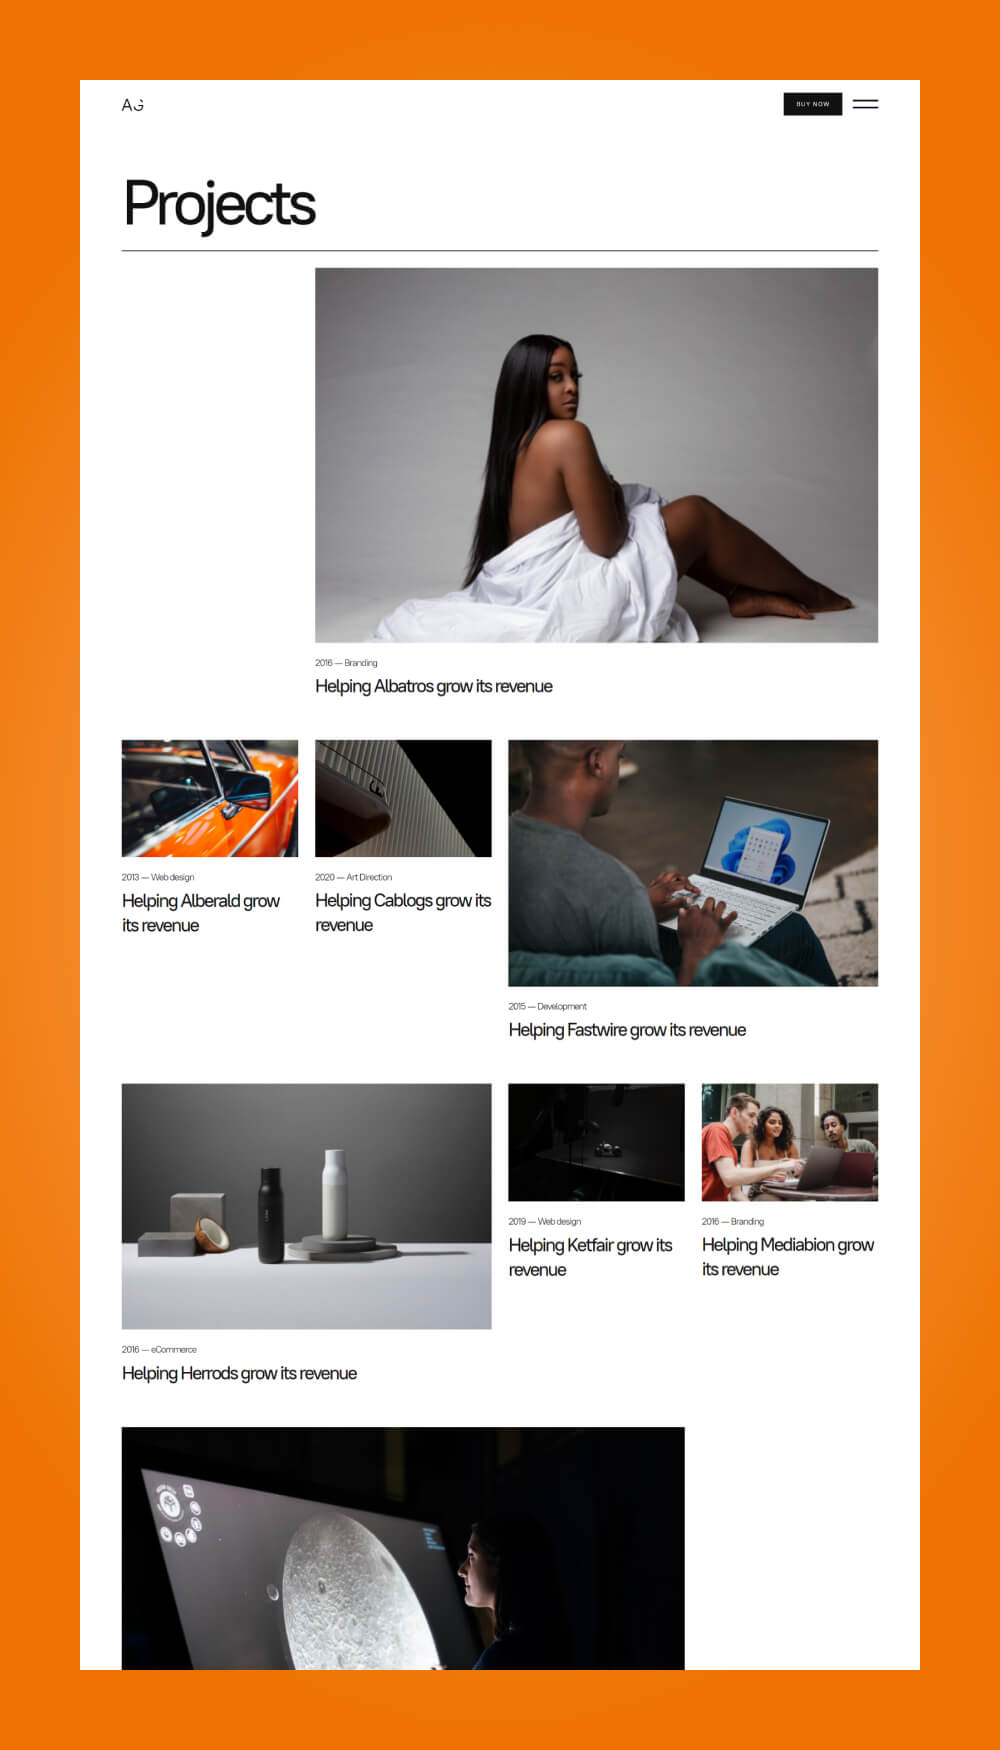 AG
BUY NOW
Projects
2016 — Branding
Helping Albatros grow its revenue
2013 — Web design
Helping Alberald grow
its revenue
2020 — Art Direction
Helping Cablogs grow its
revenue
2015 — Development
Helping Fastwire grow its revenue
2016 — eCommerce
Helping Herrods grow its revenue
2019 — Web design
Helping Ketfair grow its
revenue
2016 — Branding
Helping Mediabion grow
its revenue